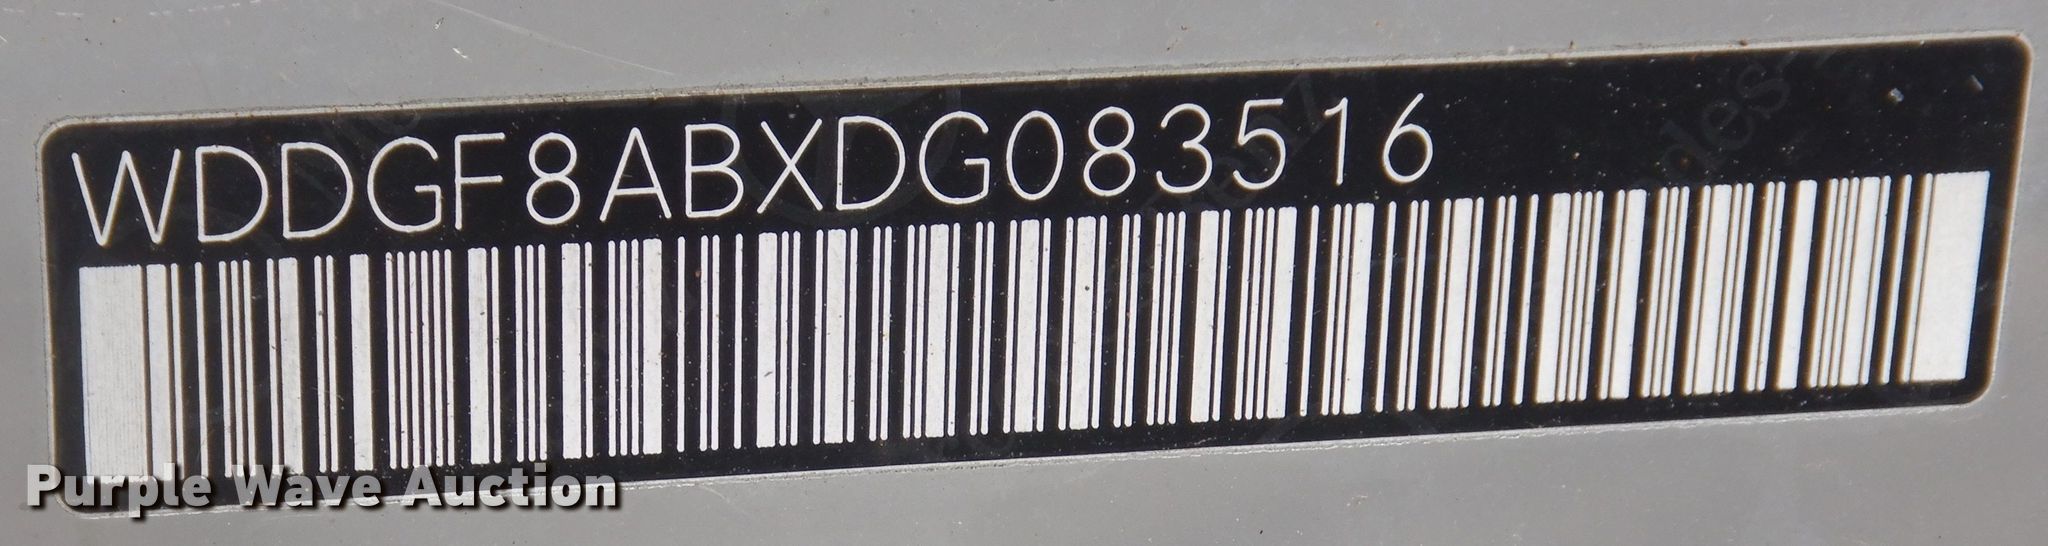 WDDGF8ABXDG083516
Purple Wave Auction